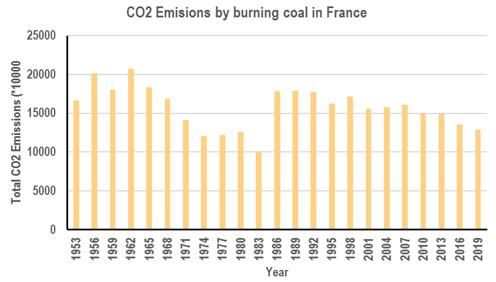 CO2 Emisions by burning coal in France
Total CO2 Emissions (*10000
25000
20000
15000
10000
5000
0
1953 1956 1959 1962 1965 1968 1971 1974 1977 1980 1983 1986 1989 1992 1995 1998 2001 2004 2007 2010 2013 2016 2019
Year